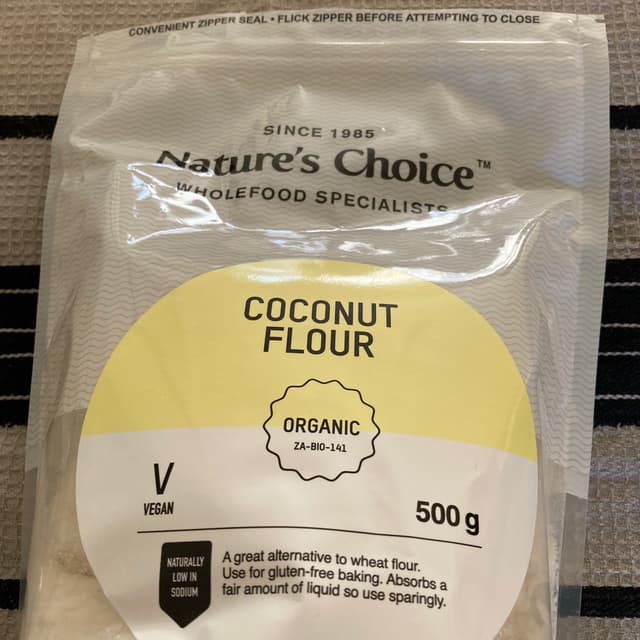 CONVENIENT ZIPPER SEAL • FLICK ZIPPER BEFORE ATTEMPTING TO CLOSE
SINCE 1985
Nature's Choice™
WHOLEFOOD SPECIALISTS
COCONUT
FLOUR
ORGANIC
ZA-BIO-141
V
VEGAN
500 g
NATURALLY
LOW IN
SODIUM
A great alternative to wheat flour.
Use for gluten-free baking. Absorbs a
fair amount of liquid so use sparingly.